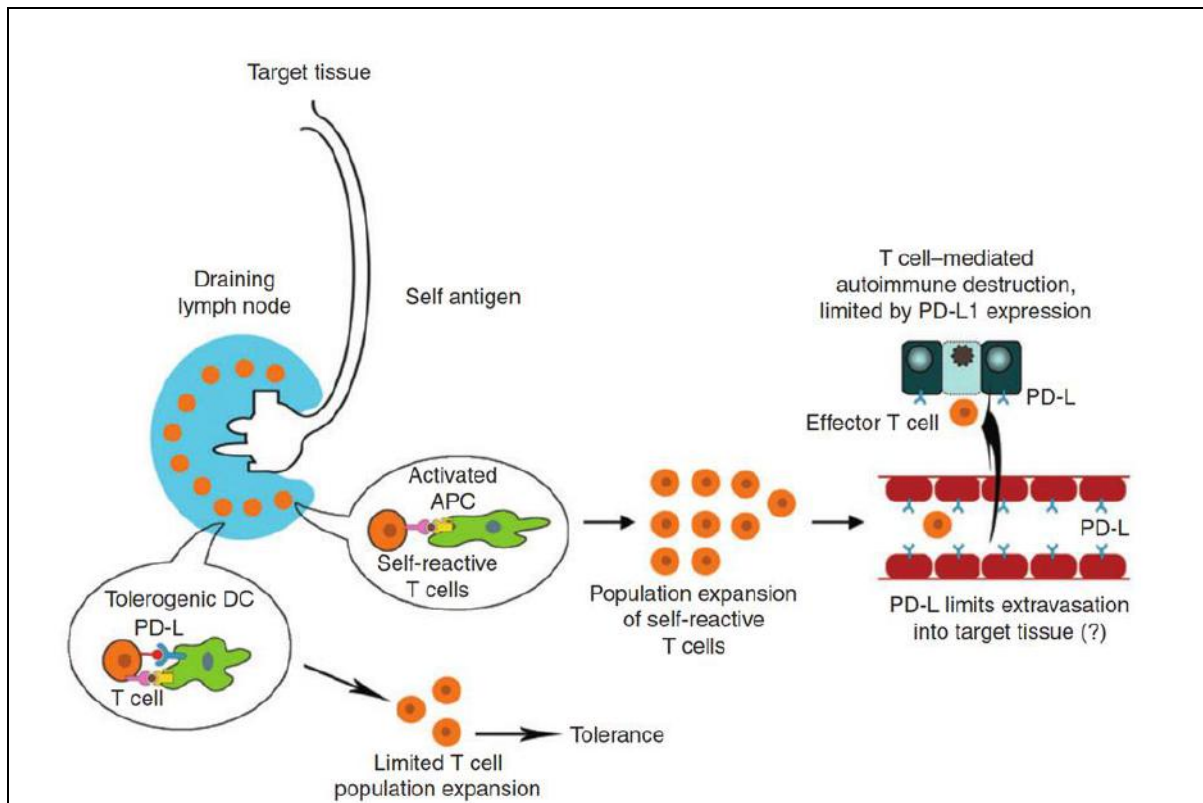 Target tissue
Draining
lymph node
Self antigen
Activated
APC
Self-reactive
T cells
Tolerogenic DC
PD-L
T cell
Population expansion
of self-reactive
T cells
Limited T cell
population expansion
Tolerance
T cell–mediated
autoimmune destruction,
limited by PD-L1 expression
PD-L
Effector T cell
PD-L
PD-L limits extravasation
into target tissue (?)